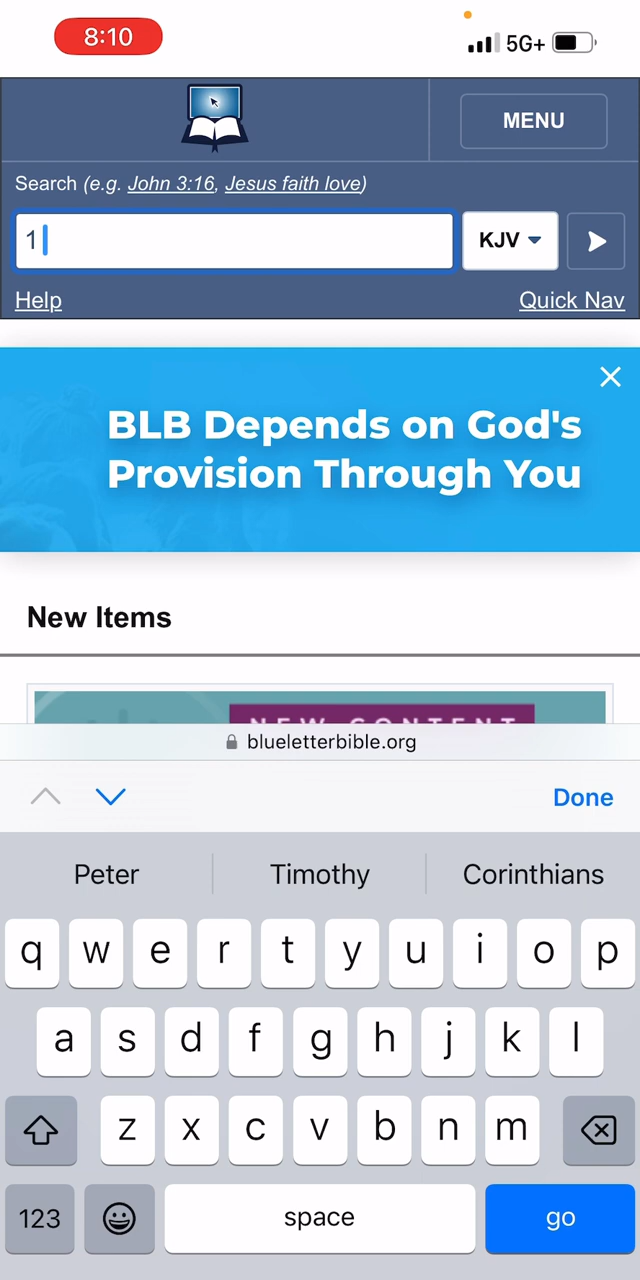 8:10
5G+
MENU
Search (e.g. John 3:16, Jesus faith love)
1
KJV
Help
Quick Nav
BLB Depends on God's
Provision Through You
New Items
NEW CONTENT
blueletterbible.org
Done
Peter Timothy Corinthians
q w e r t y u i o p
a s d f g h j k l
z x c v b n m
123 space go